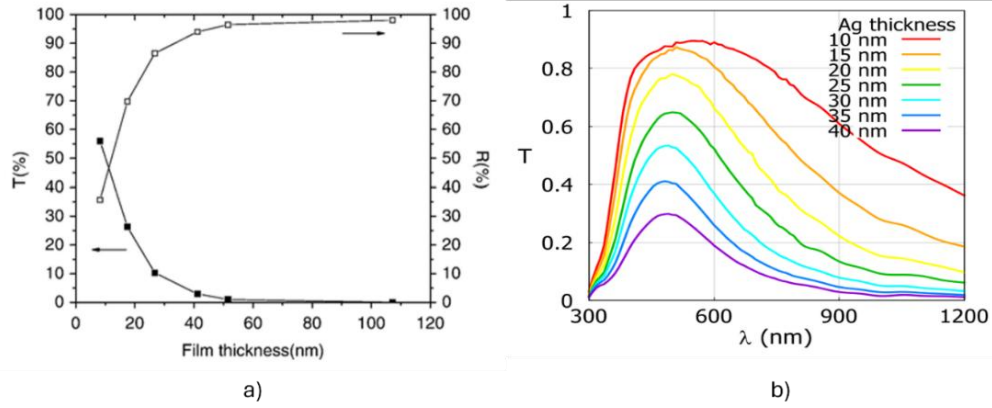 T(%)
100
90
80
70
60
50
40
30
20
10
0
0 20 40 60 80 100 120
Film thickness(nm)
100
90
80
70
60
50
40
30
20
10
0
R(%)
a)
T
1
0.8
0.6
0.4
0.2
0
Ag thickness
10 nm
15 nm
20 nm
25 nm
30 nm
35 nm
40 nm
300 600 900 1200
λ (nm)
b)